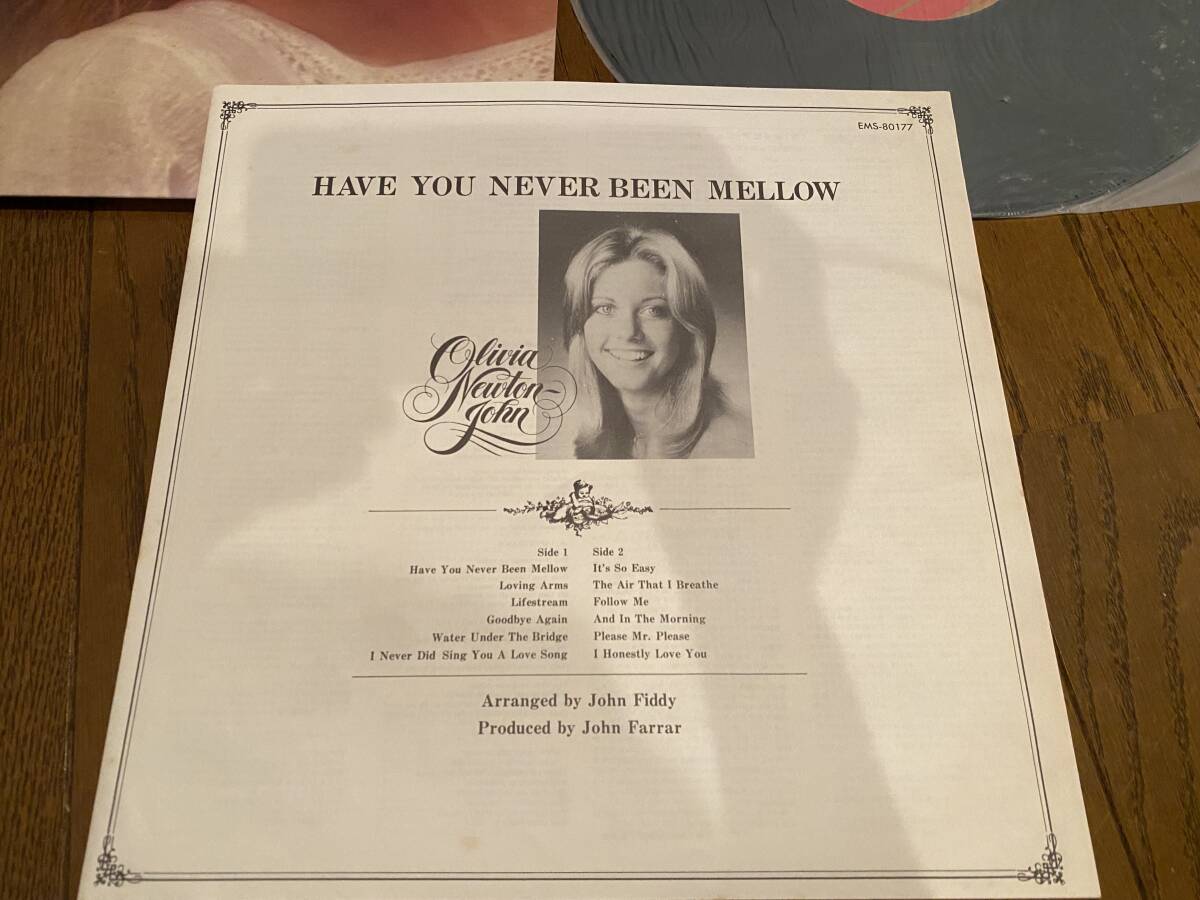 EMS-80177
HAVE YOU NEVER BEEN MELLOW
Olivia
Newton-
John
Side 1
Have You Never Been Mellow
Loving Arms
Lifestream
Goodbye Again
Water Under The Bridge
I Never Did Sing You A Love Song
Side 2
It's So Easy
The Air That I Breathe
Follow Me
And In The Morning
Please Mr. Please
I Honestly Love You
Arranged by John Fiddy
Produced by John Farrar